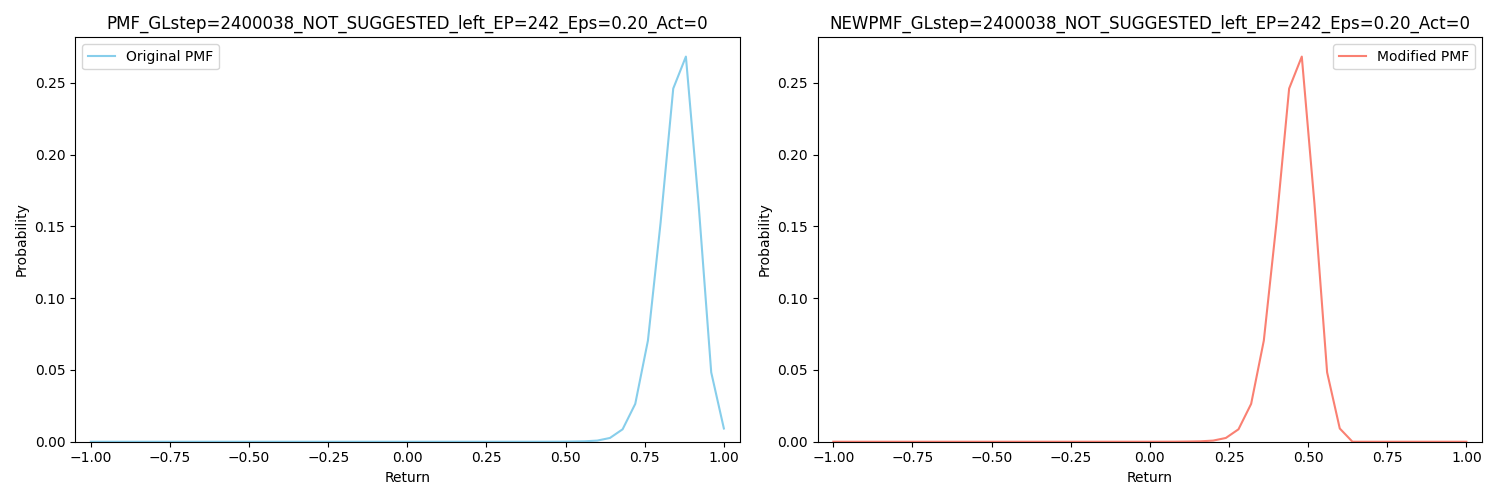 PMF_GLstep=2400038_NOT_SUGGESTED_left_EP=242_Eps=0.20_Act=0
Original PMF
0.25
0.20
0.15
0.10
0.05
0.00
Probability
−1.00 −0.75 −0.50 −0.25 0.00 0.25 0.50 0.75 1.00
Return
NEWPMF_GLstep=2400038_NOT_SUGGESTED_left_EP=242_Eps=0.20_Act=0
Modified PMF
0.25
0.20
0.15
0.10
0.05
0.00
Probability
−1.00 −0.75 −0.50 −0.25 0.00 0.25 0.50 0.75 1.00
Return